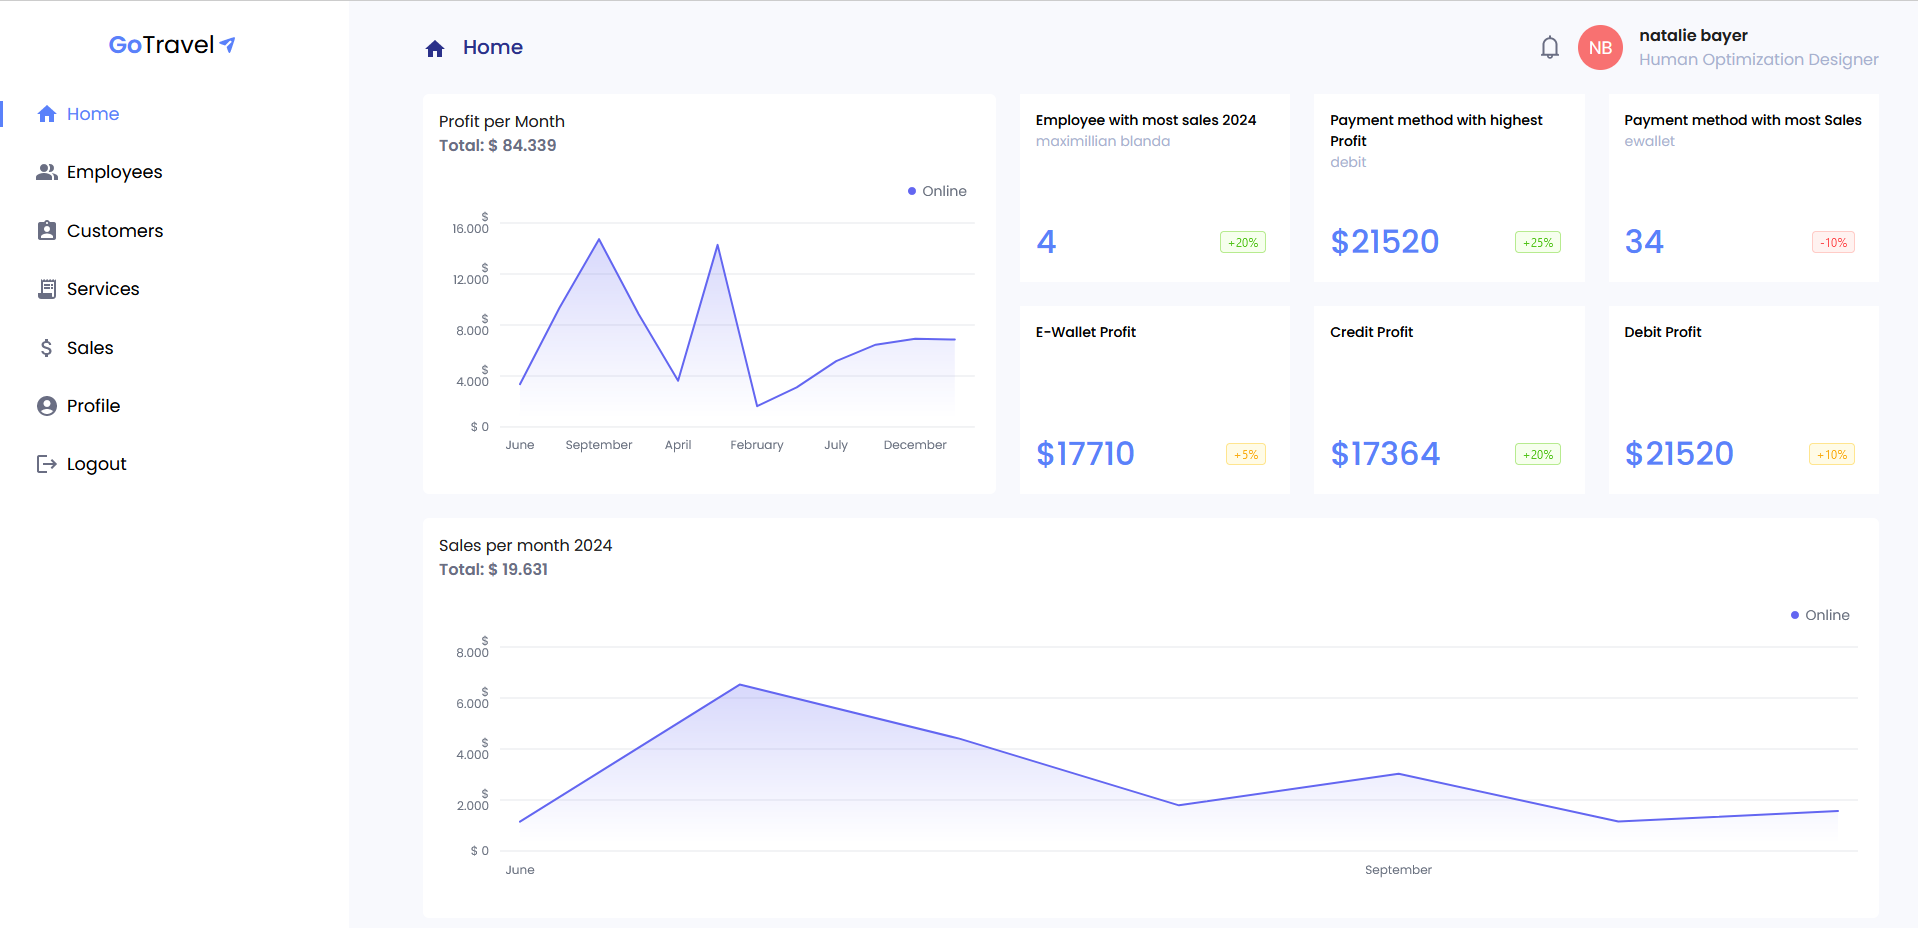 GoTravel
Home
Employees
Customers
Services
Sales
Profile
Logout
Home
NB
natalie bayer
Human Optimization Designer
Profit per Month
Total: $ 84.339
Online
$
16.000
$
12.000
$
8.000
$
4.000
$ 0
June September April February July December
Employee with most sales 2024
maximillian blanda
4
+20%
Payment method with highest
Profit
debit
$21520
+25%
Payment method with most Sales
ewallet
34
-10%
E-Wallet Profit
$17710
+5%
Credit Profit
$17364
+20%
Debit Profit
$21520
+10%
Sales per month 2024
Total: $ 19.631
Online
$
8.000
$
6.000
$
4.000
$
2.000
$ 0
June September